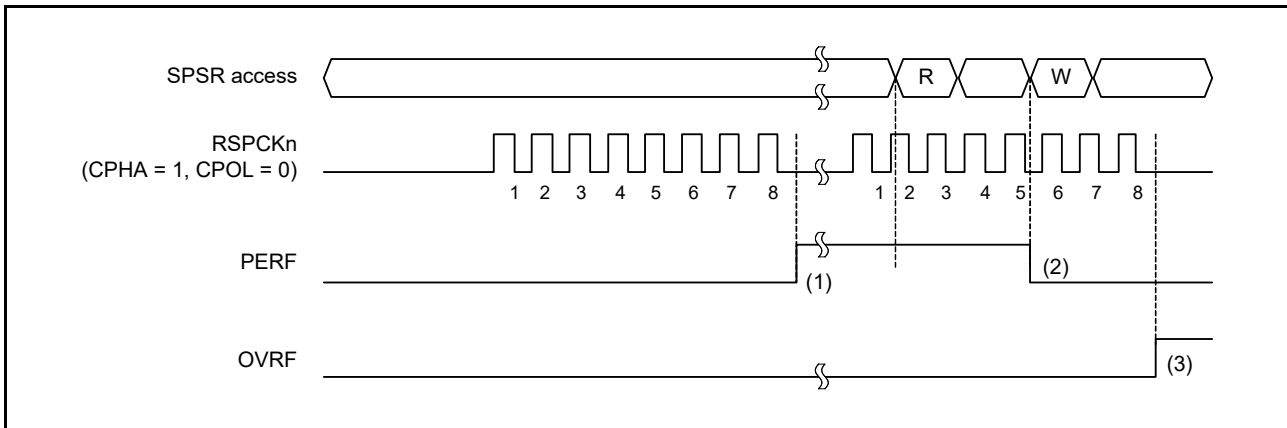 SPSR access
R
W
RSPCKn
(CPHA = 1, CPOL = 0)
1 2 3 4 5 6 7 8 1 2 3 4 5 6 7 8
PERF
(1)
(2)
OVRF
(3)